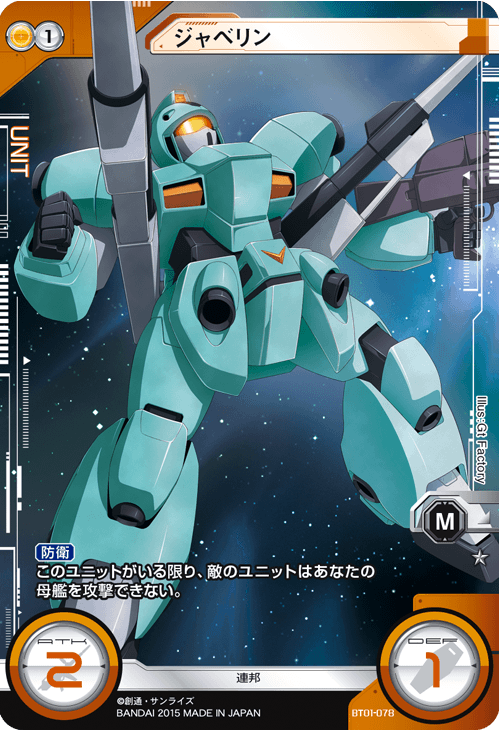 1
ジャベリン
UNIT
Illus:Gt Factory
M
防衛
このユニットがいる限り、敵のユニットはあなたの
母艦を攻撃できない。
ATK
2
DEF
1
連邦
©創通・サンライズ
BANDAI 2015 MADE IN JAPAN
BT01-078